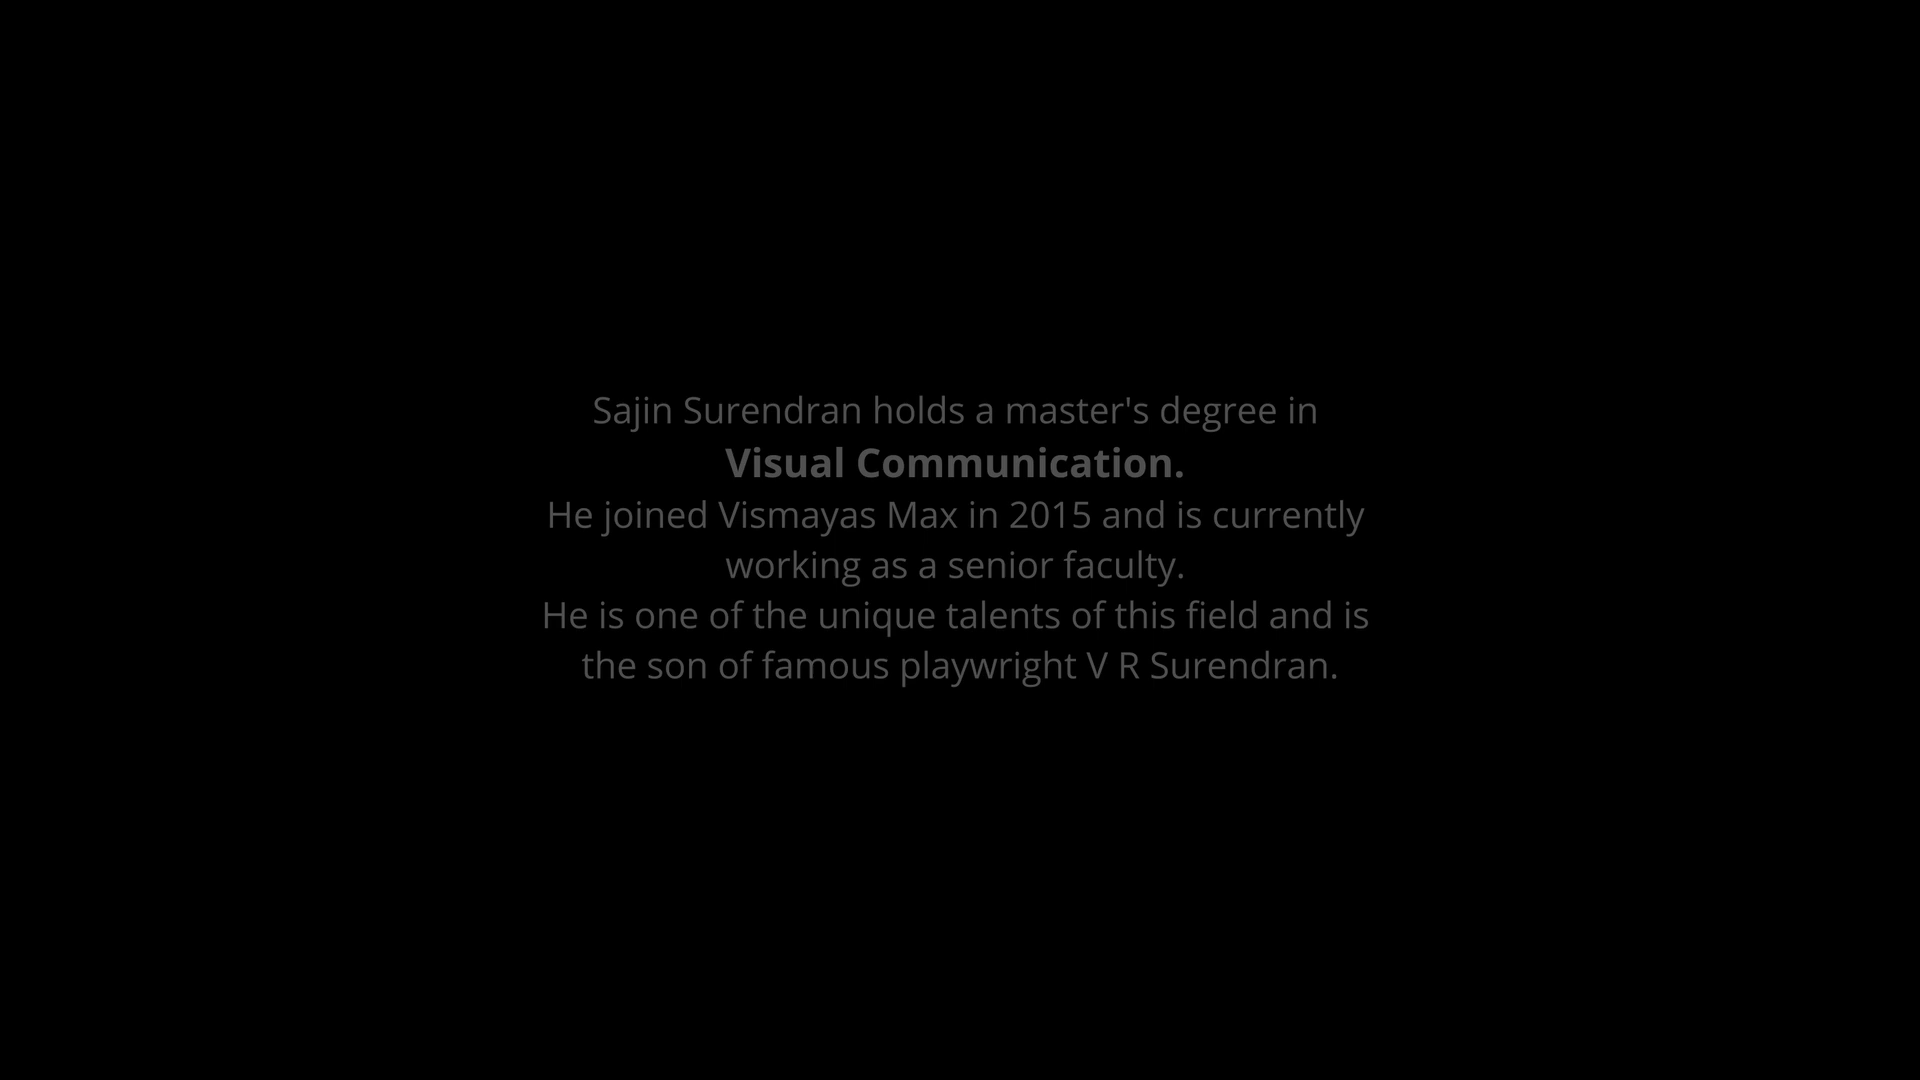 Sajin Surendran holds a master's degree in
Visual Communication.
He joined Vismayas Max in 2015 and is currently
working as a senior faculty.
He is one of the unique talents of this field and is
the son of famous playwright V R Surendran.